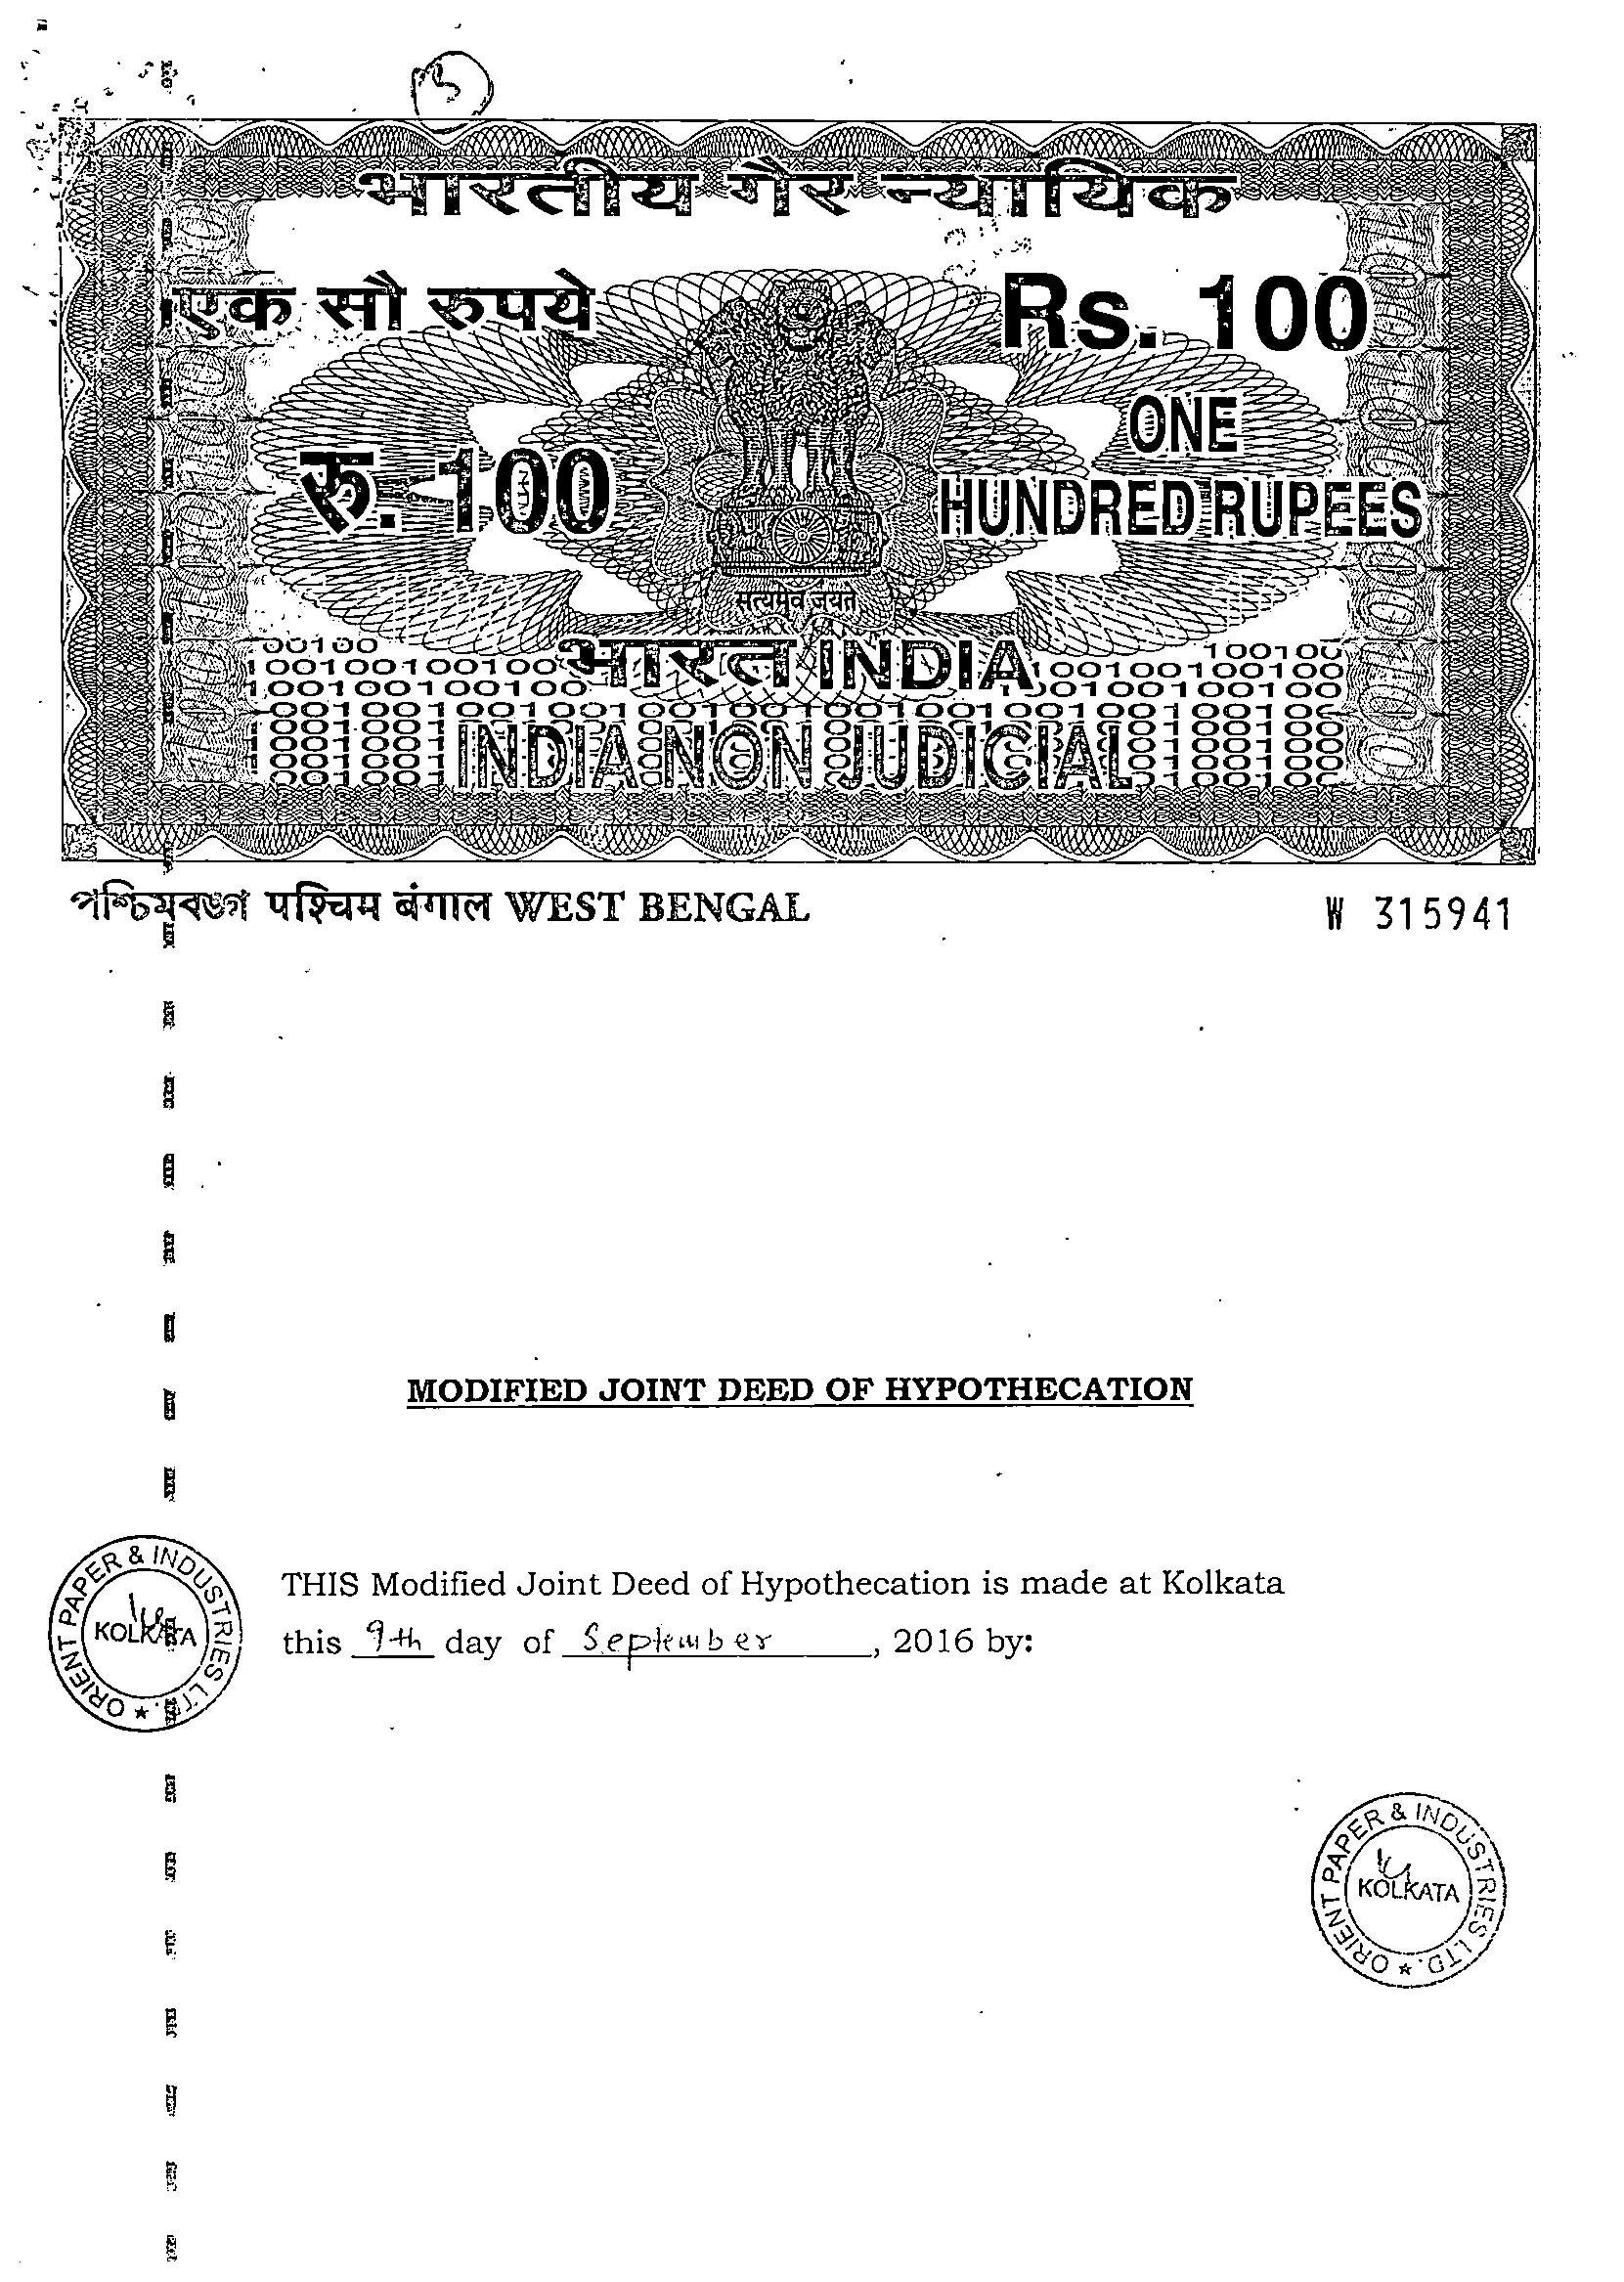 भारतीय गैर न्यायिक
एक सौ रुपये
Rs. 100
रु. 100
ONE
HUNDRED RUPEES
सत्यमेव जयते
भारत INDIA
INDIA NON JUDICIAL
পশ্চিমবঙ্গ पश्चिम बंगाल WEST BENGAL
W 315941
MODIFIED JOINT DEED OF HYPOTHECATION
THIS Modified Joint Deed of Hypothecation is made at Kolkata
this 9th day of September, 2016 by:
ORIENT PAPER & INDUSTRIES LTD. ★
KOLKATA
ORIENT PAPER & INDUSTRIES LTD. ★
KOLKATA